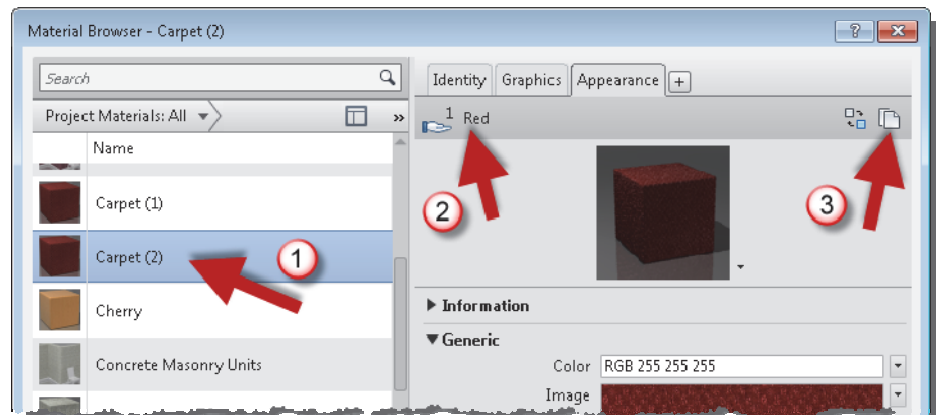 Material Browser - Carpet (2)
?
Search
Identity Graphics Appearance +
Project Materials: All »
1 Red
Name
Carpet (1)
2
3
Carpet (2)
1
Cherry
Information
Generic
Concrete Masonry Units
Color RGB 255 255 255
Image